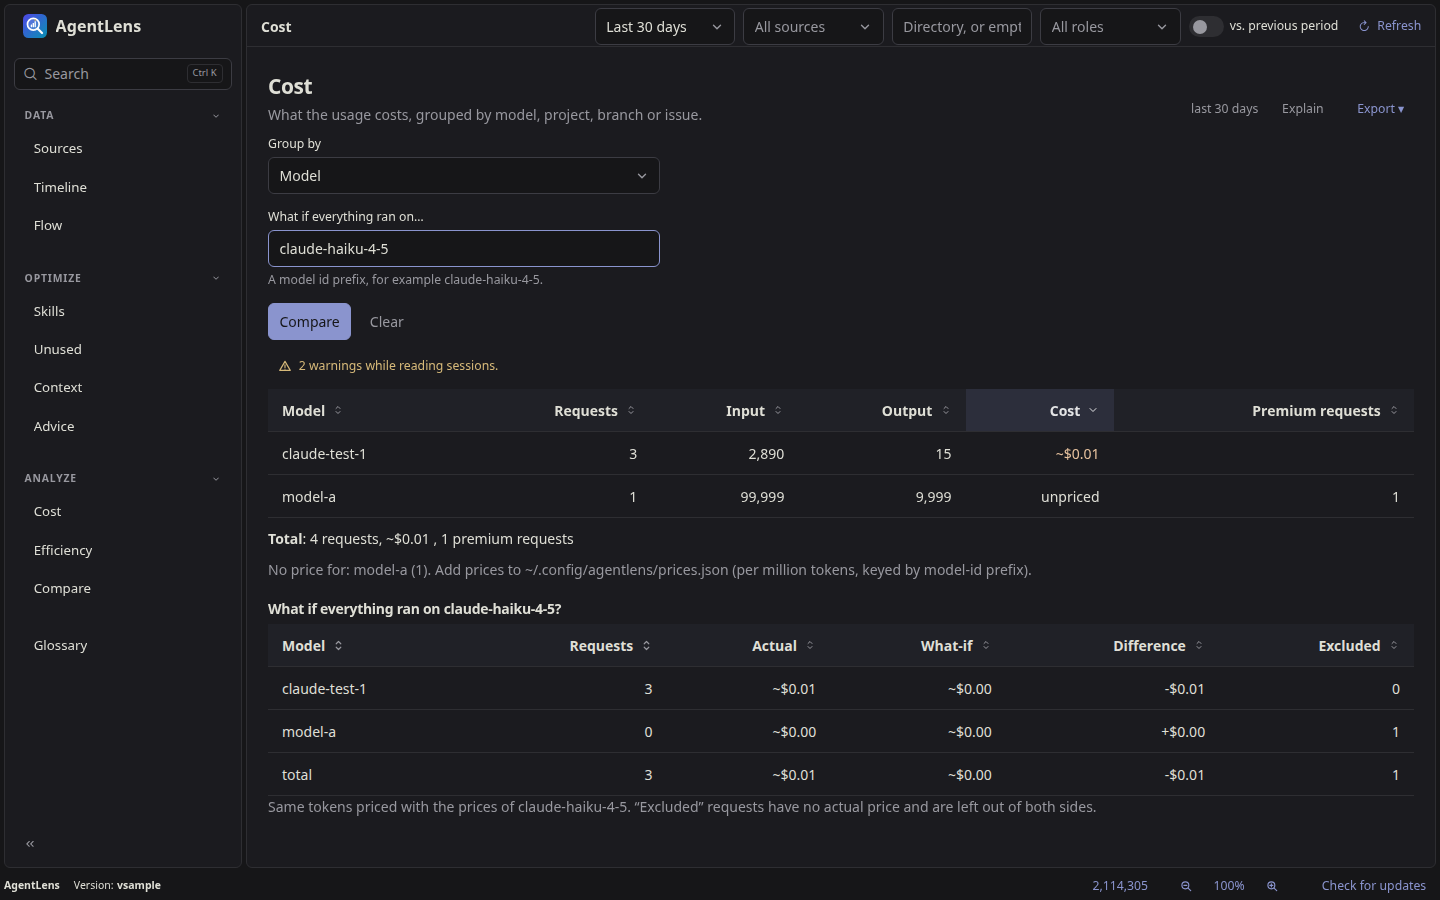 AgentLens
Search
Ctrl K
DATA
Sources
Timeline
Flow
OPTIMIZE
Skills
Unused
Context
Advice
ANALYZE
Cost
Efficiency
Compare
Glossary
«
Cost
Last 30 days
All sources
Directory, or empt
All roles
vs. previous period
Refresh
Cost
What the usage costs, grouped by model, project, branch or issue.
last 30 days Explain Export ▾
Group by
Model
What if everything ran on...
claude-haiku-4-5
A model id prefix, for example claude-haiku-4-5.
Compare Clear
2 warnings while reading sessions.
Model Requests Input Output Cost Premium requests
claude-test-1 3 2,890 15 ~$0.01
model-a 1 99,999 9,999 unpriced 1
Total: 4 requests, ~$0.01 , 1 premium requests
No price for: model-a (1). Add prices to ~/.config/agentlens/prices.json (per million tokens, keyed by model-id prefix).
What if everything ran on claude-haiku-4-5?
Model Requests Actual What-if Difference Excluded
claude-test-1 3 ~$0.01 ~$0.00 -$0.01 0
model-a 0 ~$0.00 ~$0.00 +$0.00 1
total 3 ~$0.01 ~$0.00 -$0.01 1
Same tokens priced with the prices of claude-haiku-4-5. “Excluded” requests have no actual price and are left out of both sides.
AgentLens Version: vsample
2,114,305 100% Check for updates